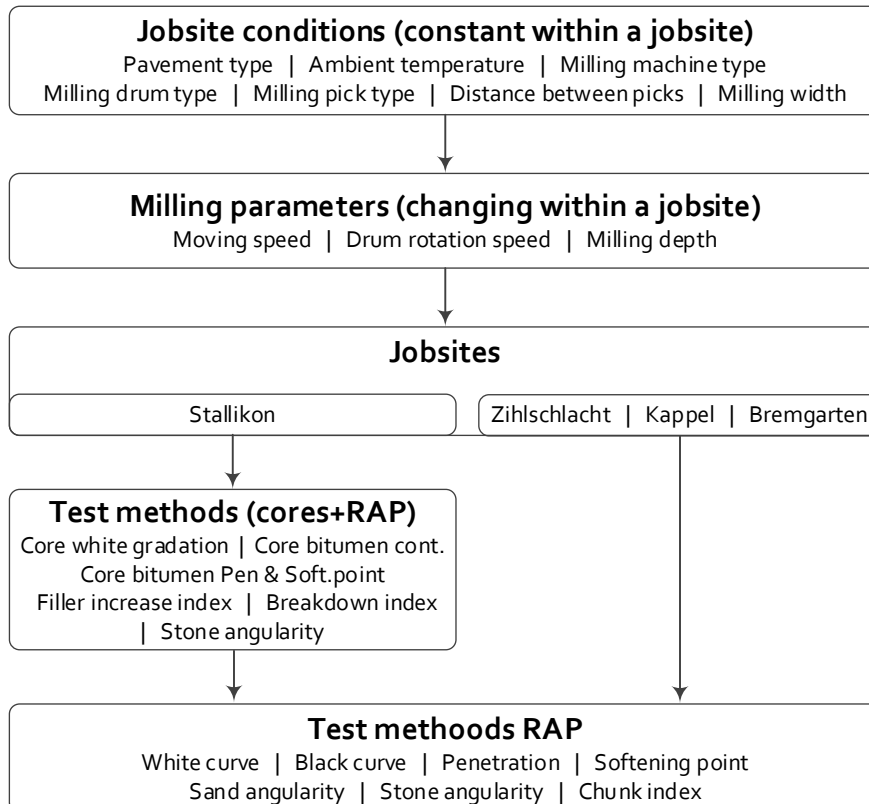 Jobsite conditions (constant within a jobsite)
Pavement type | Ambient temperature | Milling machine type
Milling drum type | Milling pick type | Distance between picks | Milling width
Milling parameters (changing within a jobsite)
Moving speed | Drum rotation speed | Milling depth
Jobsites
Stallikon
Zihlschlacht | Kappel | Bremgarten
Test methods (cores+RAP)
Core white gradation | Core bitumen cont.
Core bitumen Pen & Soft.point
Filler increase index | Breakdown index
| Stone angularity
Test methoods RAP
White curve | Black curve | Penetration | Softening point
Sand angularity | Stone angularity | Chunk index